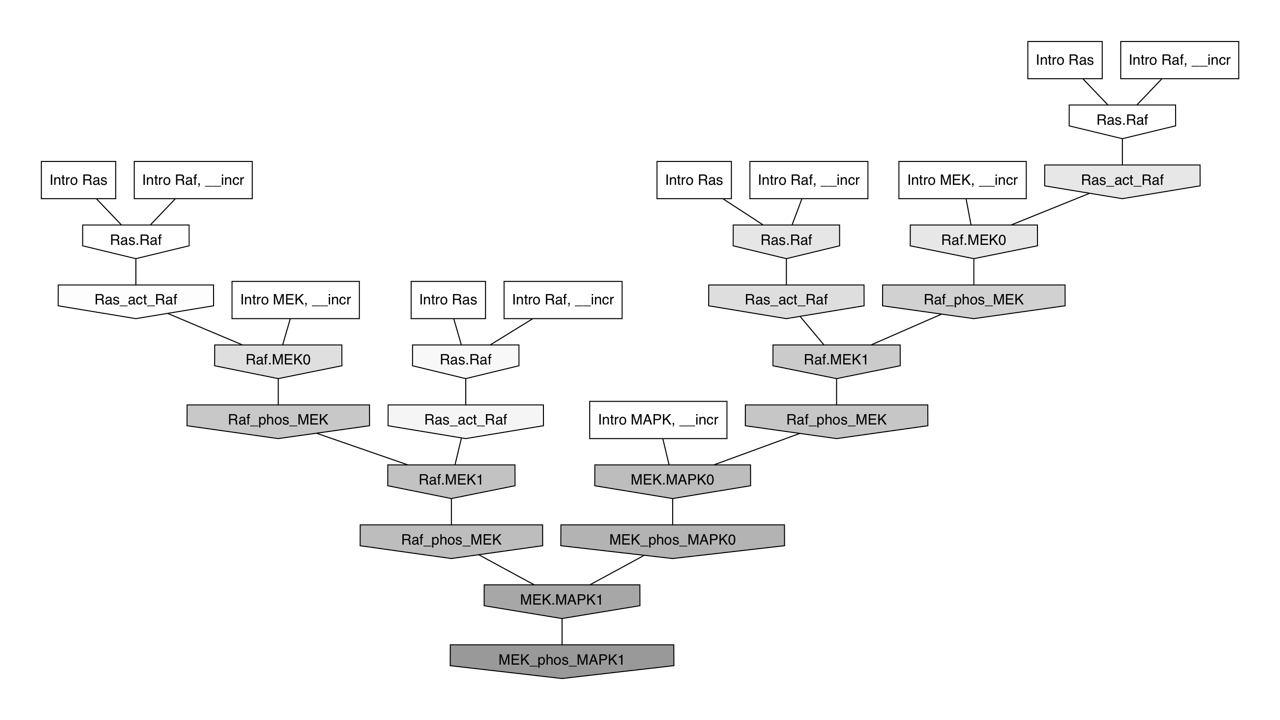 Intro Ras
Intro Raf, __incr
Ras.Raf
Intro Ras
Intro Raf, __incr
Intro Ras
Intro Raf, __incr
Intro MEK, __incr
Ras_act_Raf
Ras.Raf
Ras.Raf
Raf.MEK0
Ras_act_Raf
Intro MEK, __incr
Intro Ras
Intro Raf, __incr
Ras_act_Raf
Raf_phos_MEK
Raf.MEK0
Ras.Raf
Raf.MEK1
Raf_phos_MEK
Ras_act_Raf
Intro MAPK, __incr
Raf_phos_MEK
Raf.MEK1
MEK.MAPK0
Raf_phos_MEK
MEK_phos_MAPK0
MEK.MAPK1
MEK_phos_MAPK1